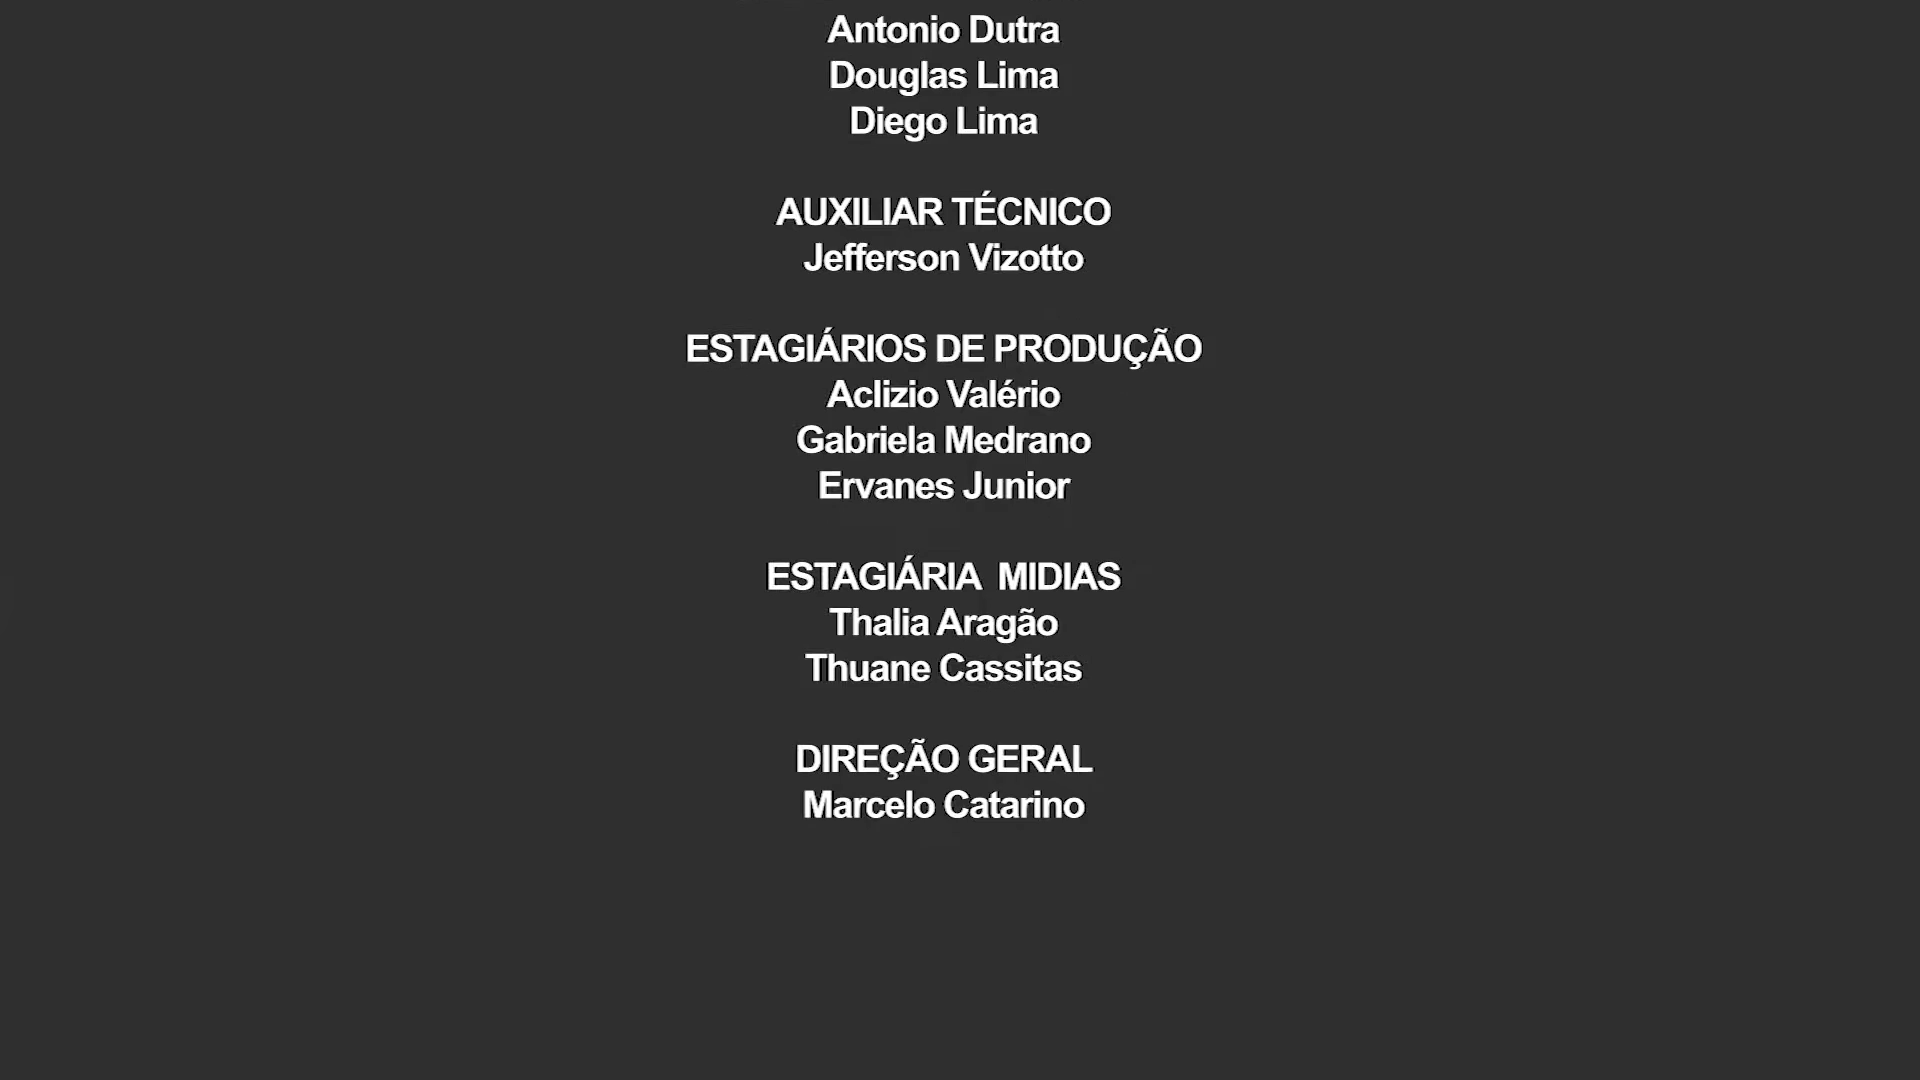 Antonio Dutra
Douglas Lima
Diego Lima
AUXILIAR TÉCNICO
Jefferson Vizotto
ESTAGIÁRIOS DE PRODUÇÃO
Aclizio Valério
Gabriela Medrano
Ervanes Junior
ESTAGIÁRIA  MIDIAS
Thalia Aragão
Thuane Cassitas
DIREÇÃO GERAL
Marcelo Catarino